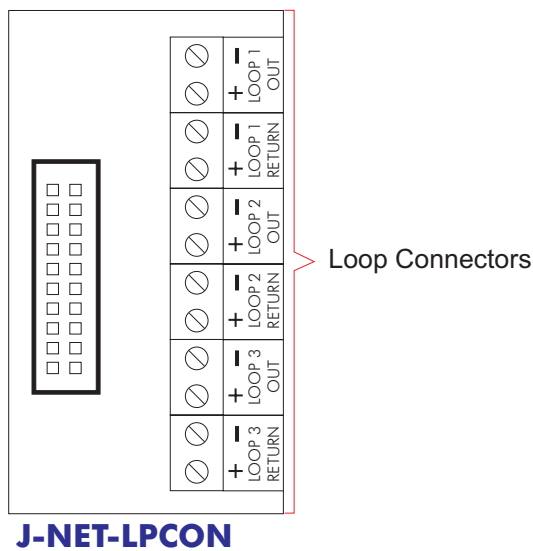 -
+
LOOP 1
OUT
-
+
LOOP 1
RETURN
-
+
LOOP 2
OUT
-
+
LOOP 2
RETURN
-
+
LOOP 3
OUT
-
+
LOOP 3
RETURN
Loop Connectors
J-NET-LPCON